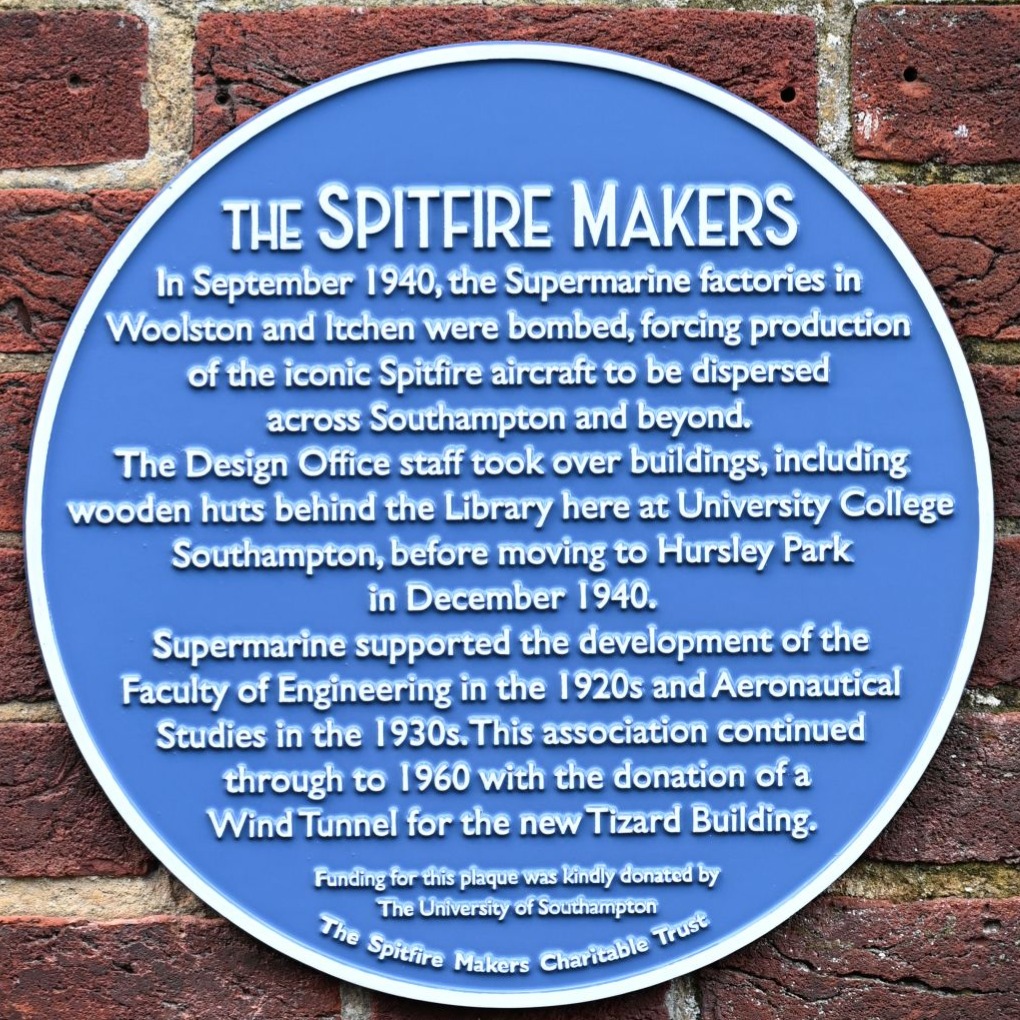 THE SPITFIRE MAKERS
In September 1940, the Supermarine factories in
Woolston and Itchen were bombed, forcing production
of the iconic Spitfire aircraft to be dispersed
across Southampton and beyond.
The Design Office staff took over buildings, including
wooden huts behind the Library here at University College
Southampton, before moving to Hursley Park
in December 1940.
Supermarine supported the development of the
Faculty of Engineering in the 1920s and Aeronautical
Studies in the 1930s. This association continued
through to 1960 with the donation of a
Wind Tunnel for the new Tizard Building.
Funding for this plaque was kindly donated by
The University of Southampton
The Spitfire Makers Charitable Trust